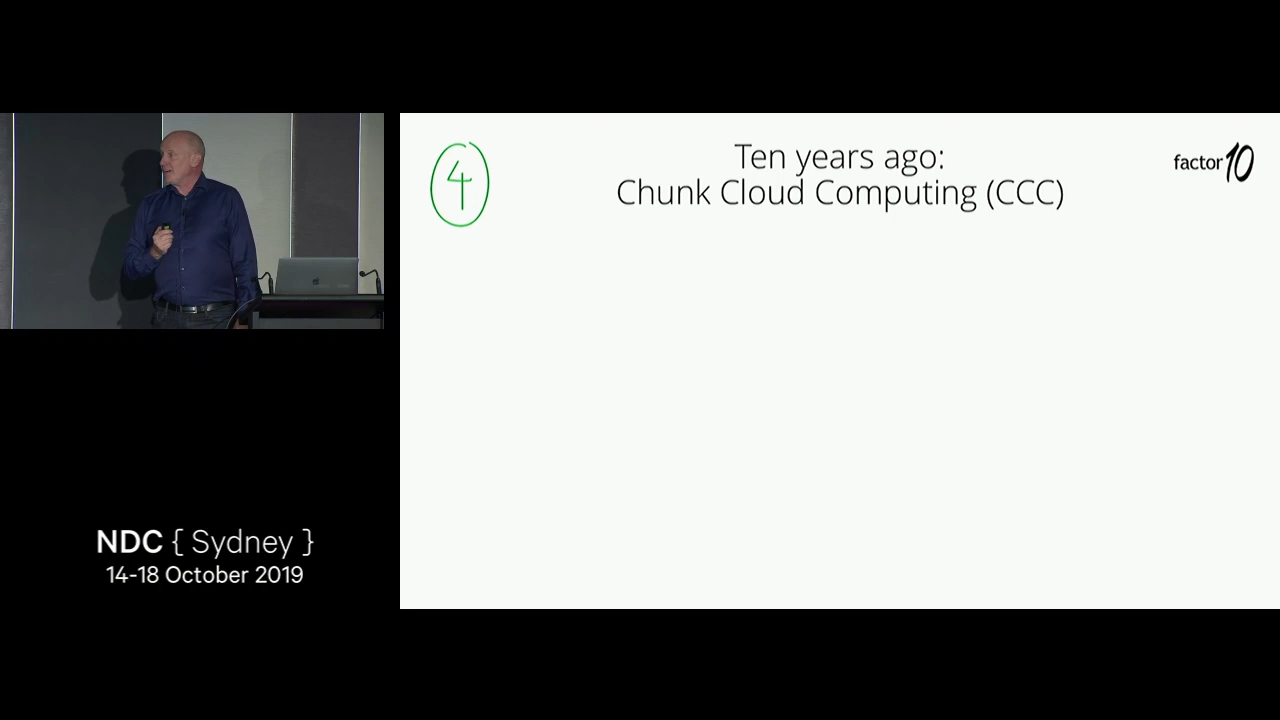 4
Ten years ago:
Chunk Cloud Computing (CCC)
factor10
NDC { Sydney }
14-18 October 2019